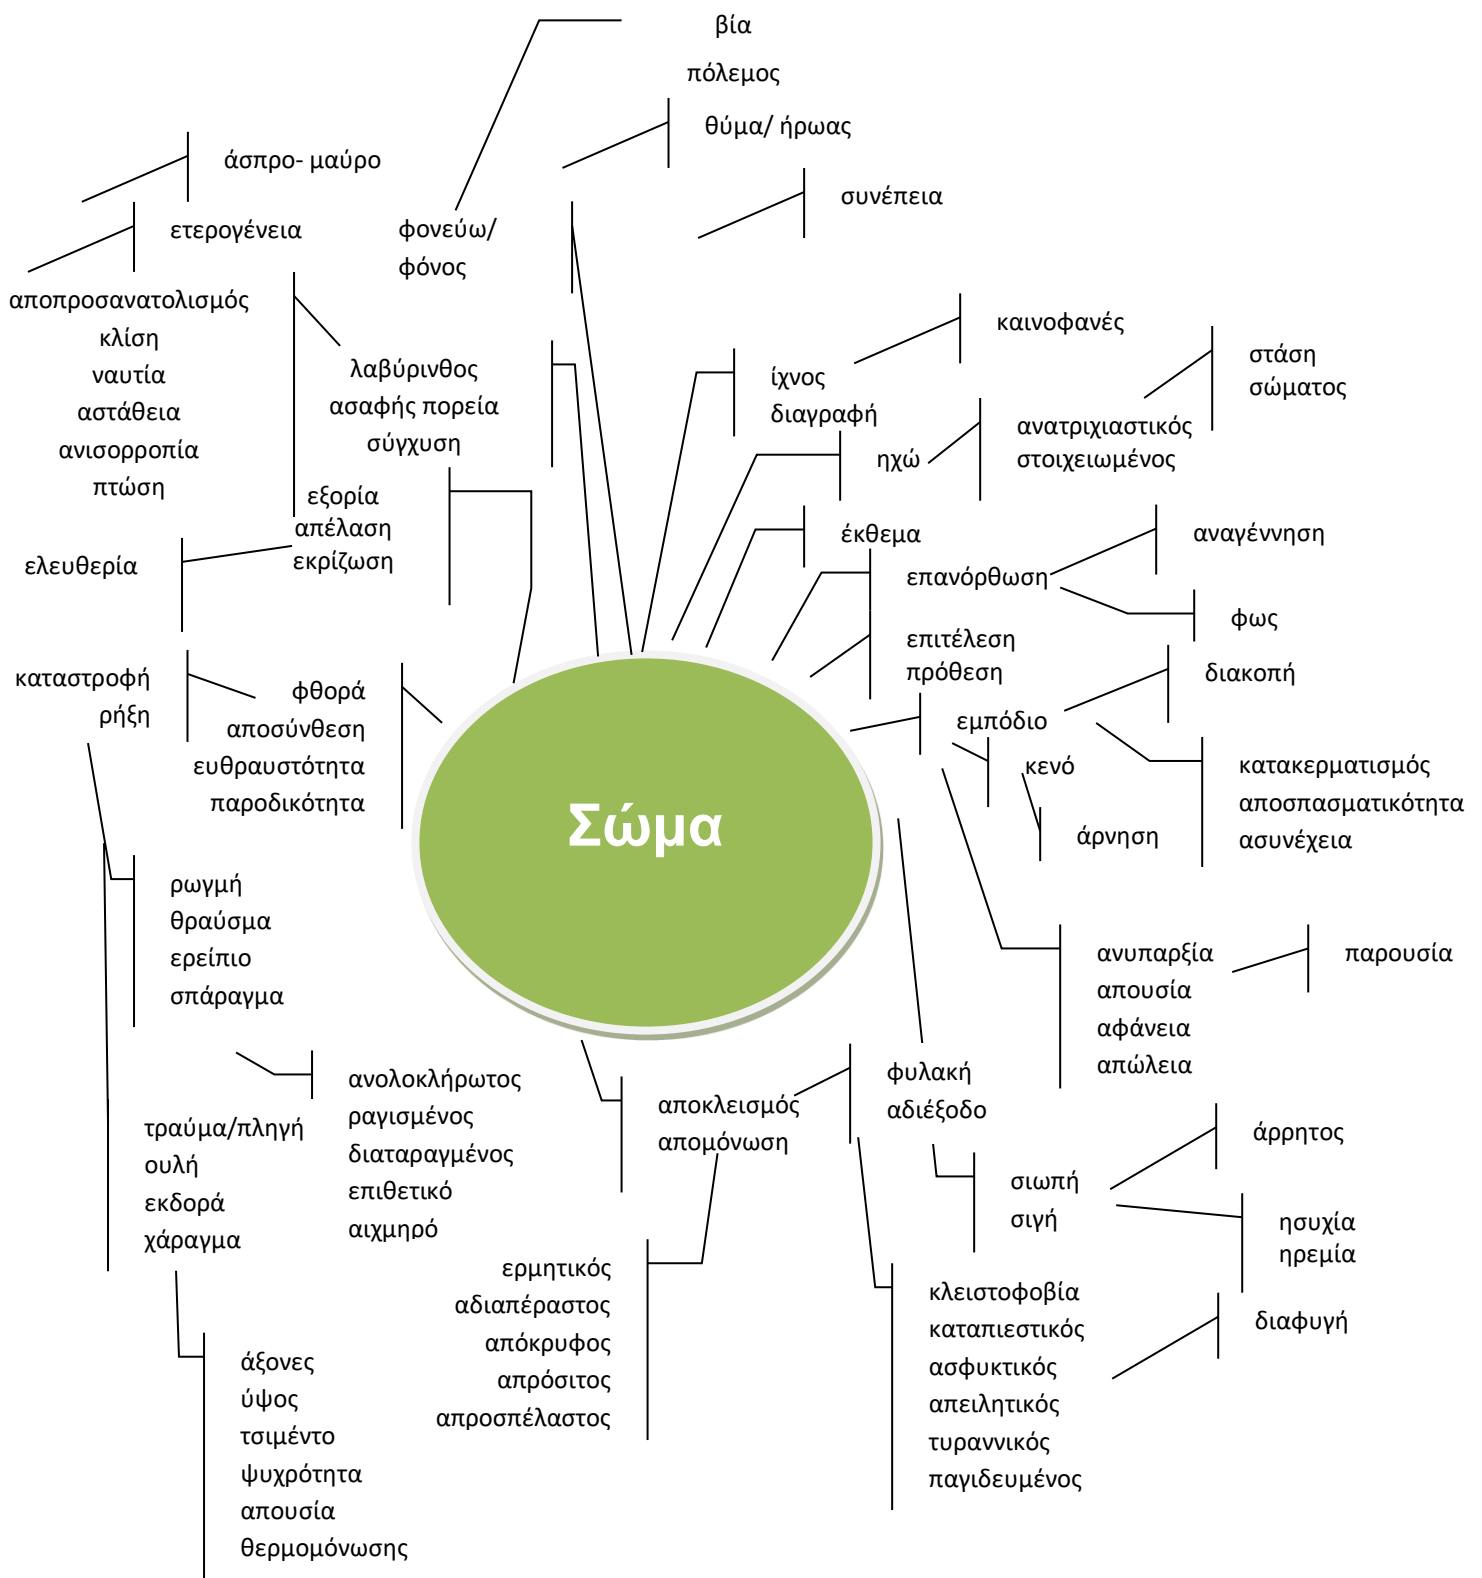 βία
πόλεμος
θύμα/ ήρωας
άσπρο- μαύρο
συνέπεια
ετερογένεια
φονεύω/
φόνος
αποπροσανατολισμός
κλίση
ναυτία
αστάθεια
ανισορροπία
πτώση
λαβύρινθος
ασαφής πορεία
σύγχυση
καινοφανές
ίχνος
διαγραφή
στάση
σώματος
ηχώ
ανατριχιαστικός
στοιχειωμένος
εξορία
απέλαση
εκρίζωση
ελευθερία
έκθεμα
αναγέννηση
επανόρθωση
φως
επιτέλεση
πρόθεση
καταστροφή
ρήξη
φθορά
αποσύνθεση
ευθραυστότητα
παροδικότητα
διακοπή
εμπόδιο
κενό
κατακερματισμός
αποσπασματικότητα
ασυνέχεια
άρνηση
Σώμα
ρωγμή
θραύσμα
ερείπιο
σπάραγμα
ανυπαρξία
απουσία
αφάνεια
απώλεια
παρουσία
ανολοκλήρωτος
ραγισμένος
διαταραγμένος
επιθετικό
αιχμηρό
τραύμα/πληγή
ουλή
εκδορά
χάραγμα
αποκλεισμός
απομόνωση
φυλακή
αδιέξοδο
άρρητος
σιωπή
σιγή
ησυχία
ηρεμία
ερμητικός
αδιαπέραστος
απόκρυφος
απρόσιτος
απροσπέλαστος
κλειστοφοβία
καταπιεστικός
ασφυκτικός
απειλητικός
τυραννικός
παγιδευμένος
διαφυγή
άξονες
ύψος
τσιμέντο
ψυχρότητα
απουσία
θερμομόνωσης